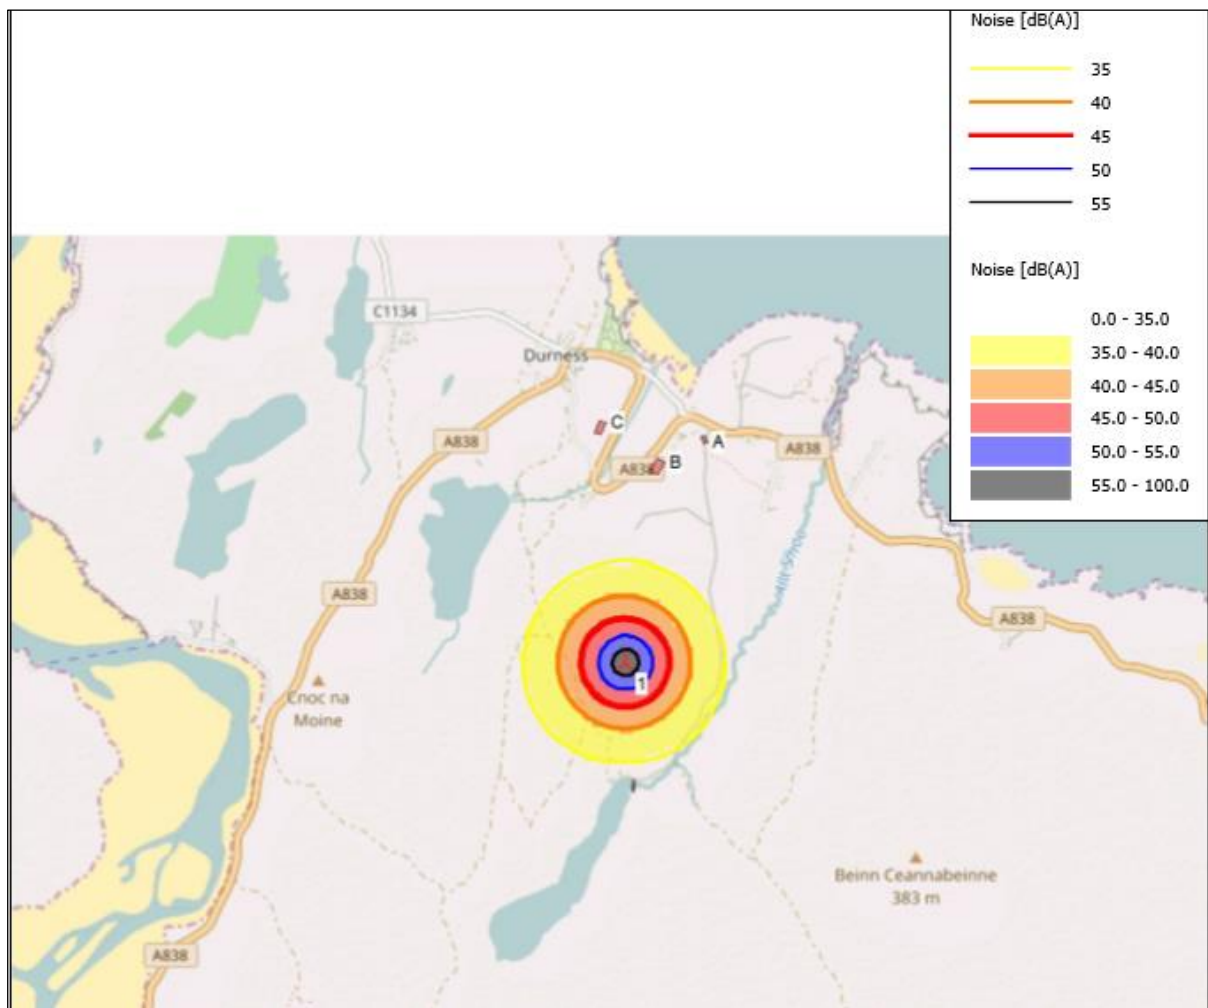 Noise [dB(A)]
35
40
45
50
55
Noise [dB(A)]
0.0 - 35.0
35.0 - 40.0
40.0 - 45.0
45.0 - 50.0
50.0 - 55.0
55.0 - 100.0
C1134
Durness
C
A838
A
A838
B
A838
A838
A838
1
Cnoc na
Moine
Beinn Ceannabeinne
383 m
A838